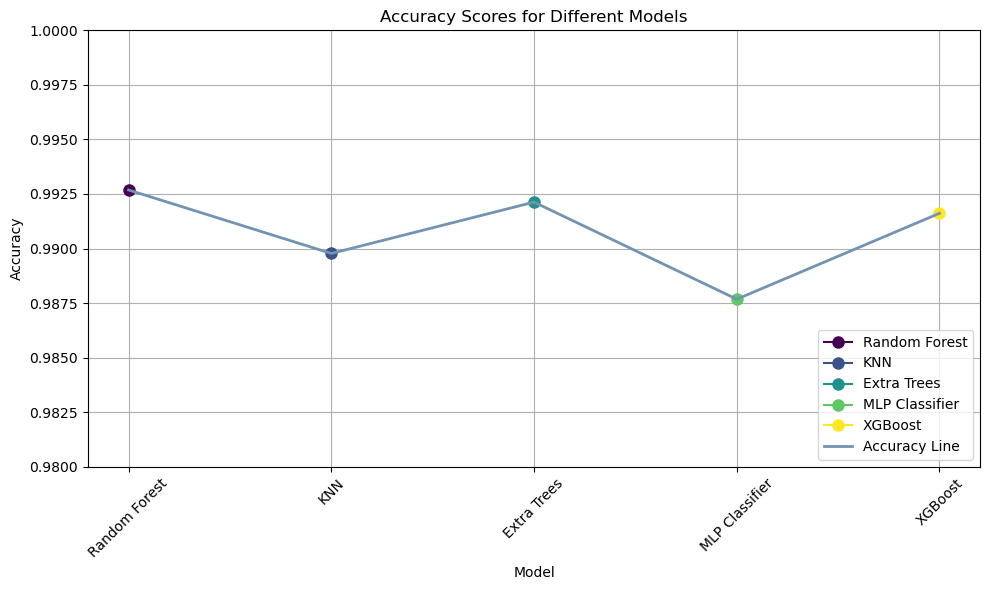 Accuracy Scores for Different Models
Accuracy
1.0000
0.9975
0.9950
0.9925
0.9900
0.9875
0.9850
0.9825
0.9800
Random Forest
KNN
Extra Trees
MLP Classifier
XGBoost
Accuracy Line
Random Forest
KNN
Extra Trees
MLP Classifier
XGBoost
Model